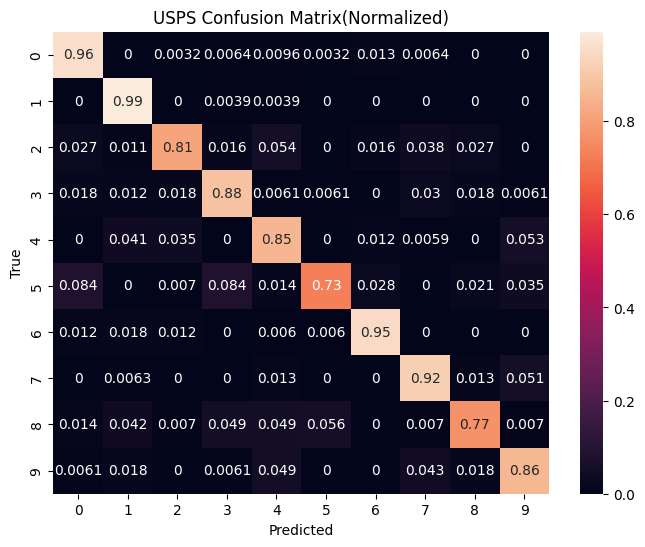 USPS Confusion Matrix(Normalized)
0 0.96 0 0.0032 0.0064 0.0096 0.0032 0.013 0.0064 0 0
1 0 0.99 0 0.0039 0.0039 0 0 0 0 0
2 0.027 0.011 0.81 0.016 0.054 0 0.016 0.038 0.027 0
3 0.018 0.012 0.018 0.88 0.0061 0.0061 0 0.03 0.018 0.0061
4 0 0.041 0.035 0 0.85 0 0.012 0.0059 0 0.053
5 0.084 0 0.007 0.084 0.014 0.73 0.028 0 0.021 0.035
6 0.012 0.018 0.012 0 0.006 0.006 0.95 0 0 0
7 0 0.0063 0 0 0.013 0 0 0.92 0.013 0.051
8 0.014 0.042 0.007 0.049 0.049 0.056 0 0.007 0.77 0.007
9 0.0061 0.018 0 0.0061 0.049 0 0 0.043 0.018 0.86
0 1 2 3 4 5 6 7 8 9
Predicted
True
0.8
0.6
0.4
0.2
0.0